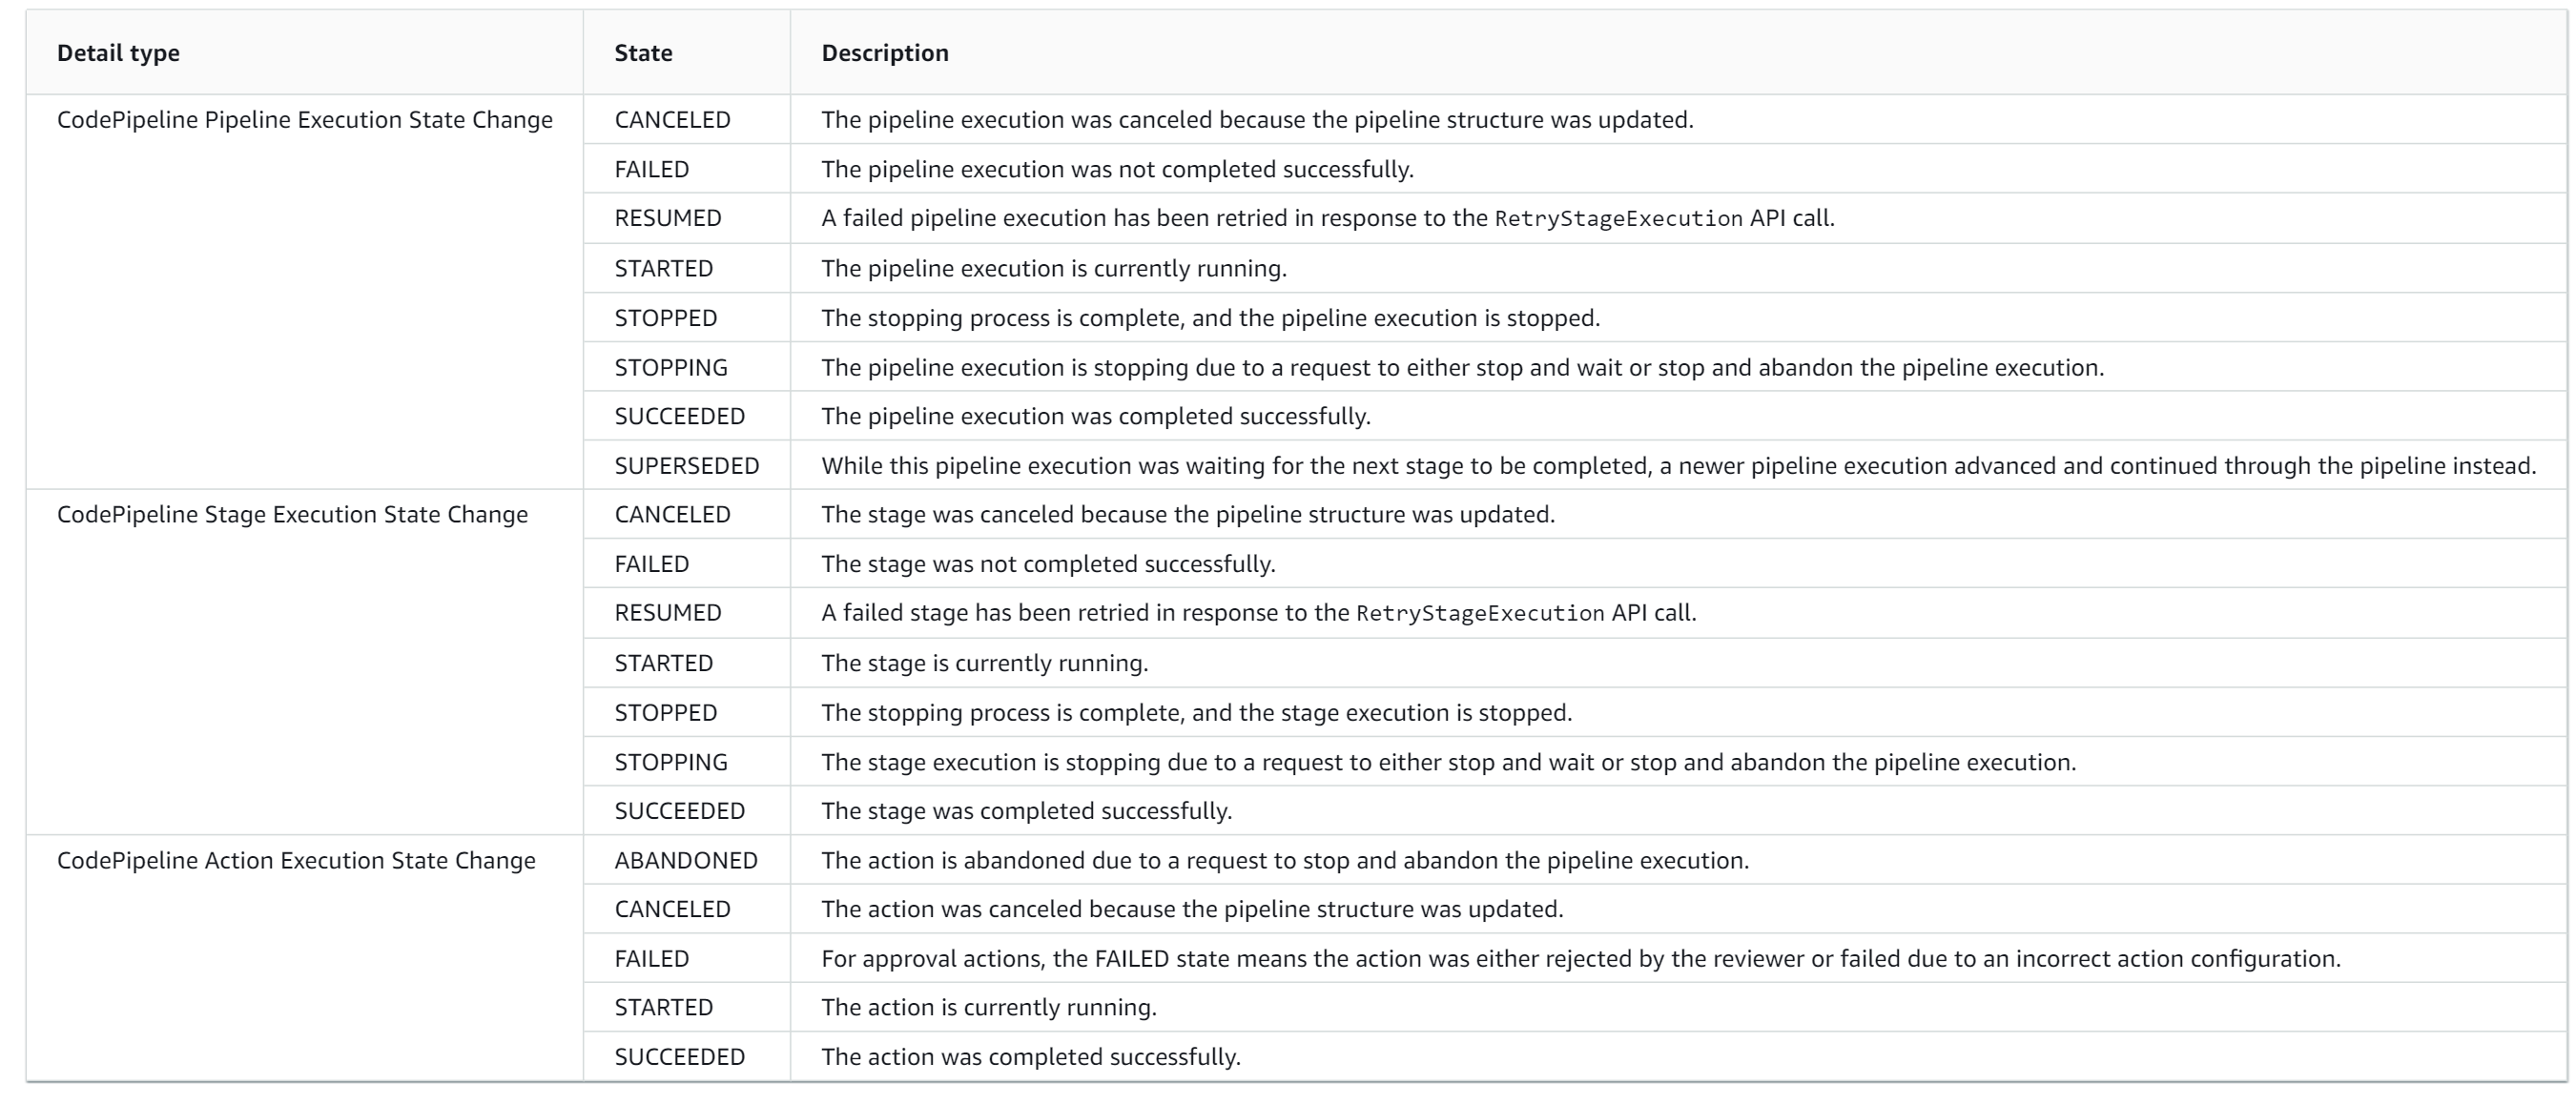 Detail type State Description
CodePipeline Pipeline Execution State Change CANCELED The pipeline execution was canceled because the pipeline structure was updated.
FAILED The pipeline execution was not completed successfully.
RESUMED A failed pipeline execution has been retried in response to the RetryStageExecution API call.
STARTED The pipeline execution is currently running.
STOPPED The stopping process is complete, and the pipeline execution is stopped.
STOPPING The pipeline execution is stopping due to a request to either stop and wait or stop and abandon the pipeline execution.
SUCCEEDED The pipeline execution was completed successfully.
SUPERSEDED While this pipeline execution was waiting for the next stage to be completed, a newer pipeline execution advanced and continued through the pipeline instead.
CodePipeline Stage Execution State Change CANCELED The stage was canceled because the pipeline structure was updated.
FAILED The stage was not completed successfully.
RESUMED A failed stage has been retried in response to the RetryStageExecution API call.
STARTED The stage is currently running.
STOPPED The stopping process is complete, and the stage execution is stopped.
STOPPING The stage execution is stopping due to a request to either stop and wait or stop and abandon the pipeline execution.
SUCCEEDED The stage was completed successfully.
CodePipeline Action Execution State Change ABANDONED The action is abandoned due to a request to stop and abandon the pipeline execution.
CANCELED The action was canceled because the pipeline structure was updated.
FAILED For approval actions, the FAILED state means the action was either rejected by the reviewer or failed due to an incorrect action configuration.
STARTED The action is currently running.
SUCCEEDED The action was completed successfully.